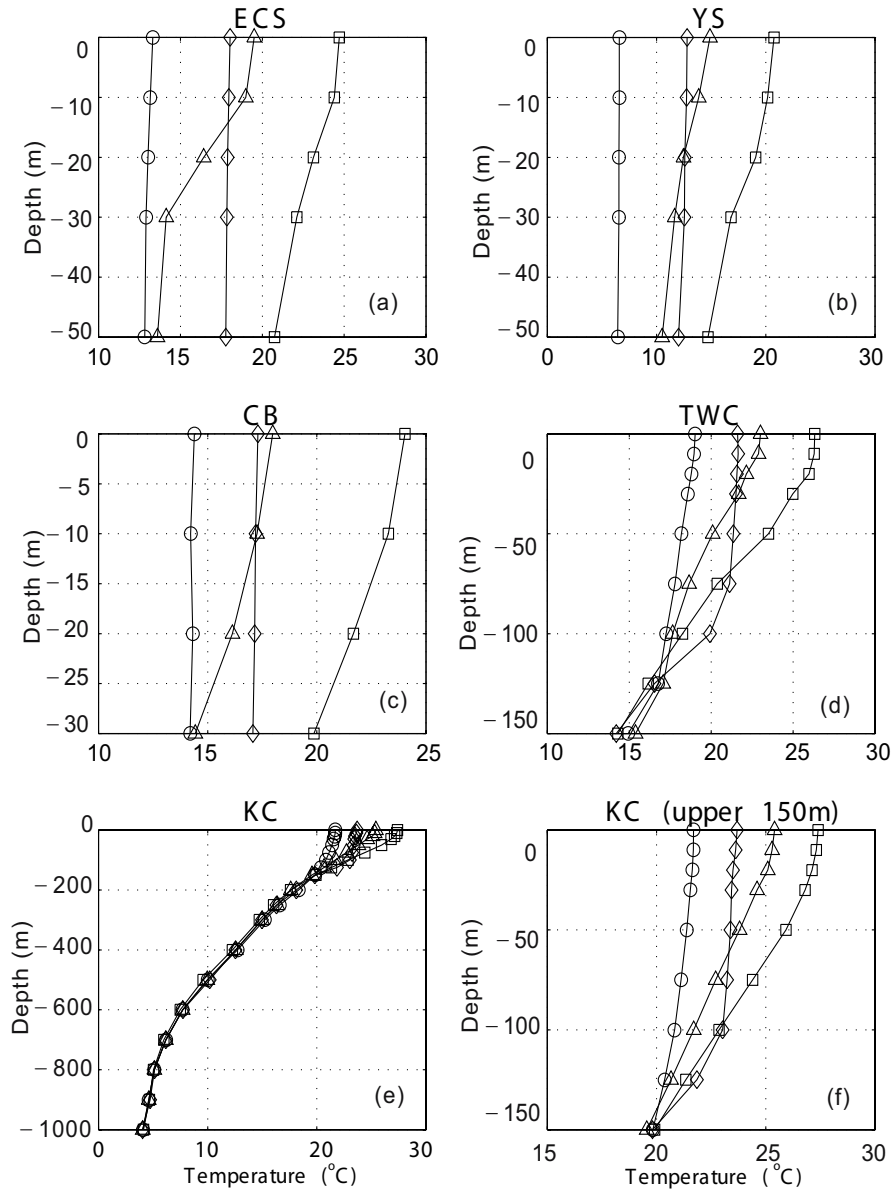 ECS
YS
0
−10
−20
−30
−40
−50
Depth (m)
(a)
10 15 20 25 30
0
−10
−20
−30
−40
−50
Depth (m)
(b)
0 10 20 30
CB
TWC
0
−5
−10
−15
−20
−25
−30
Depth (m)
(c)
10 15 20 25
0
−50
−100
−150
Depth (m)
(d)
10 15 20 25 30
KC
KC (upper 150m)
0
−200
−400
−600
−800
−1000
Depth (m)
(e)
0 10 20 30
Temperature (°C)
0
−50
−100
−150
Depth (m)
(f)
15 20 25 30
Temperature (°C)